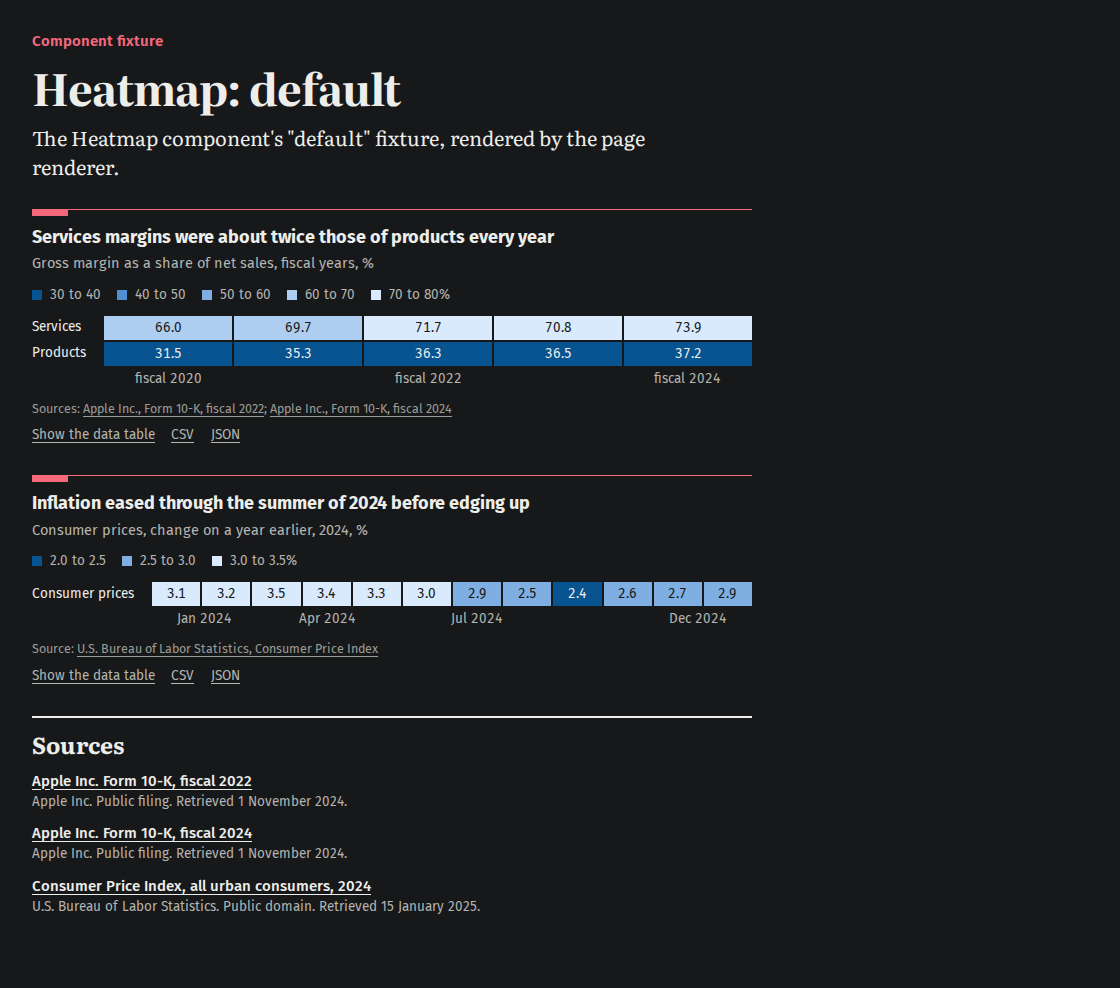 Component fixture
Heatmap: default
The Heatmap component's "default" fixture, rendered by the page
renderer.
Services margins were about twice those of products every year
Gross margin as a share of net sales, fiscal years, %
30 to 40 40 to 50 50 to 60 60 to 70 70 to 80%
Services 66.0 69.7 71.7 70.8 73.9
Products 31.5 35.3 36.3 36.5 37.2
fiscal 2020 fiscal 2022 fiscal 2024
Sources: Apple Inc., Form 10-K, fiscal 2022; Apple Inc., Form 10-K, fiscal 2024
Show the data table CSV JSON
Inflation eased through the summer of 2024 before edging up
Consumer prices, change on a year earlier, 2024, %
2.0 to 2.5 2.5 to 3.0 3.0 to 3.5%
Consumer prices 3.1 3.2 3.5 3.4 3.3 3.0 2.9 2.5 2.4 2.6 2.7 2.9
Jan 2024 Apr 2024 Jul 2024 Dec 2024
Source: U.S. Bureau of Labor Statistics, Consumer Price Index
Show the data table CSV JSON
Sources
Apple Inc. Form 10-K, fiscal 2022
Apple Inc. Public filing. Retrieved 1 November 2024.
Apple Inc. Form 10-K, fiscal 2024
Apple Inc. Public filing. Retrieved 1 November 2024.
Consumer Price Index, all urban consumers, 2024
U.S. Bureau of Labor Statistics. Public domain. Retrieved 15 January 2025.